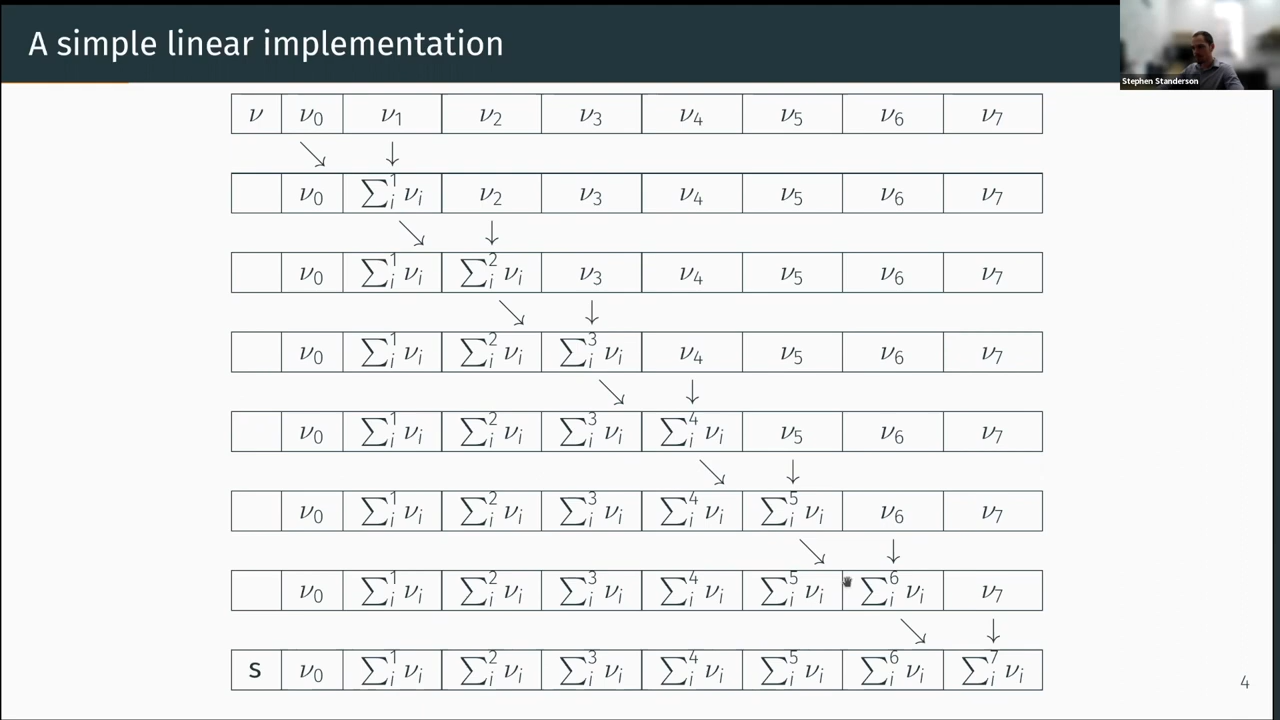 A simple linear implementation
Stephen Standerson
ν ν₀ ν₁ ν₂ ν₃ ν₄ ν₅ ν₆ ν₇
ν₀ ∑ᵢ¹ νᵢ ν₂ ν₃ ν₄ ν₅ ν₆ ν₇
ν₀ ∑ᵢ¹ νᵢ ∑ᵢ² νᵢ ν₃ ν₄ ν₅ ν₆ ν₇
ν₀ ∑ᵢ¹ νᵢ ∑ᵢ² νᵢ ∑ᵢ³ νᵢ ν₄ ν₅ ν₆ ν₇
ν₀ ∑ᵢ¹ νᵢ ∑ᵢ² νᵢ ∑ᵢ³ νᵢ ∑ᵢ⁴ νᵢ ν₅ ν₆ ν₇
ν₀ ∑ᵢ¹ νᵢ ∑ᵢ² νᵢ ∑ᵢ³ νᵢ ∑ᵢ⁴ νᵢ ∑ᵢ⁵ νᵢ ν₆ ν₇
ν₀ ∑ᵢ¹ νᵢ ∑ᵢ² νᵢ ∑ᵢ³ νᵢ ∑ᵢ⁴ νᵢ ∑ᵢ⁵ νᵢ ∑ᵢ⁶ νᵢ ν₇
S ν₀ ∑ᵢ¹ νᵢ ∑ᵢ² νᵢ ∑ᵢ³ νᵢ ∑ᵢ⁴ νᵢ ∑ᵢ⁵ νᵢ ∑ᵢ⁶ νᵢ ∑ᵢ⁷ νᵢ
4